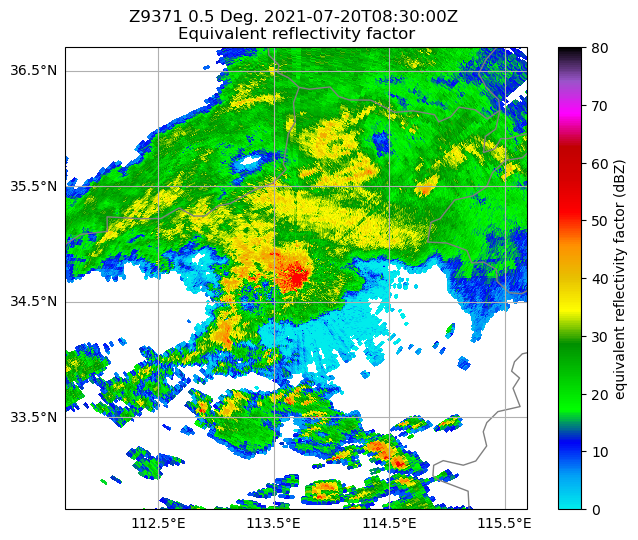 Z9371 0.5 Deg. 2021-07-20T08:30:00Z
Equivalent reflectivity factor
36.5°N
35.5°N
34.5°N
33.5°N
112.5°E
113.5°E
114.5°E
115.5°E
80
70
60
50
40
30
20
10
0
equivalent reflectivity factor (dBZ)